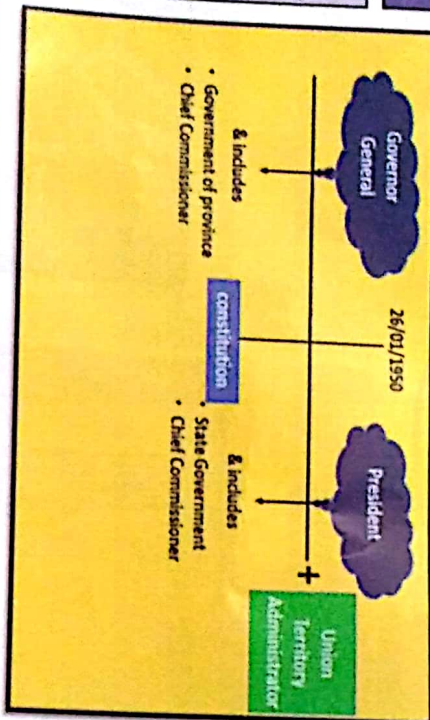 Governor
General
26/01/1950
President
Union
Territory
Administrator
& includes
• Government of province
• Chief Commissioner
constitution
& includes
• State Government
• Chief Commissioner